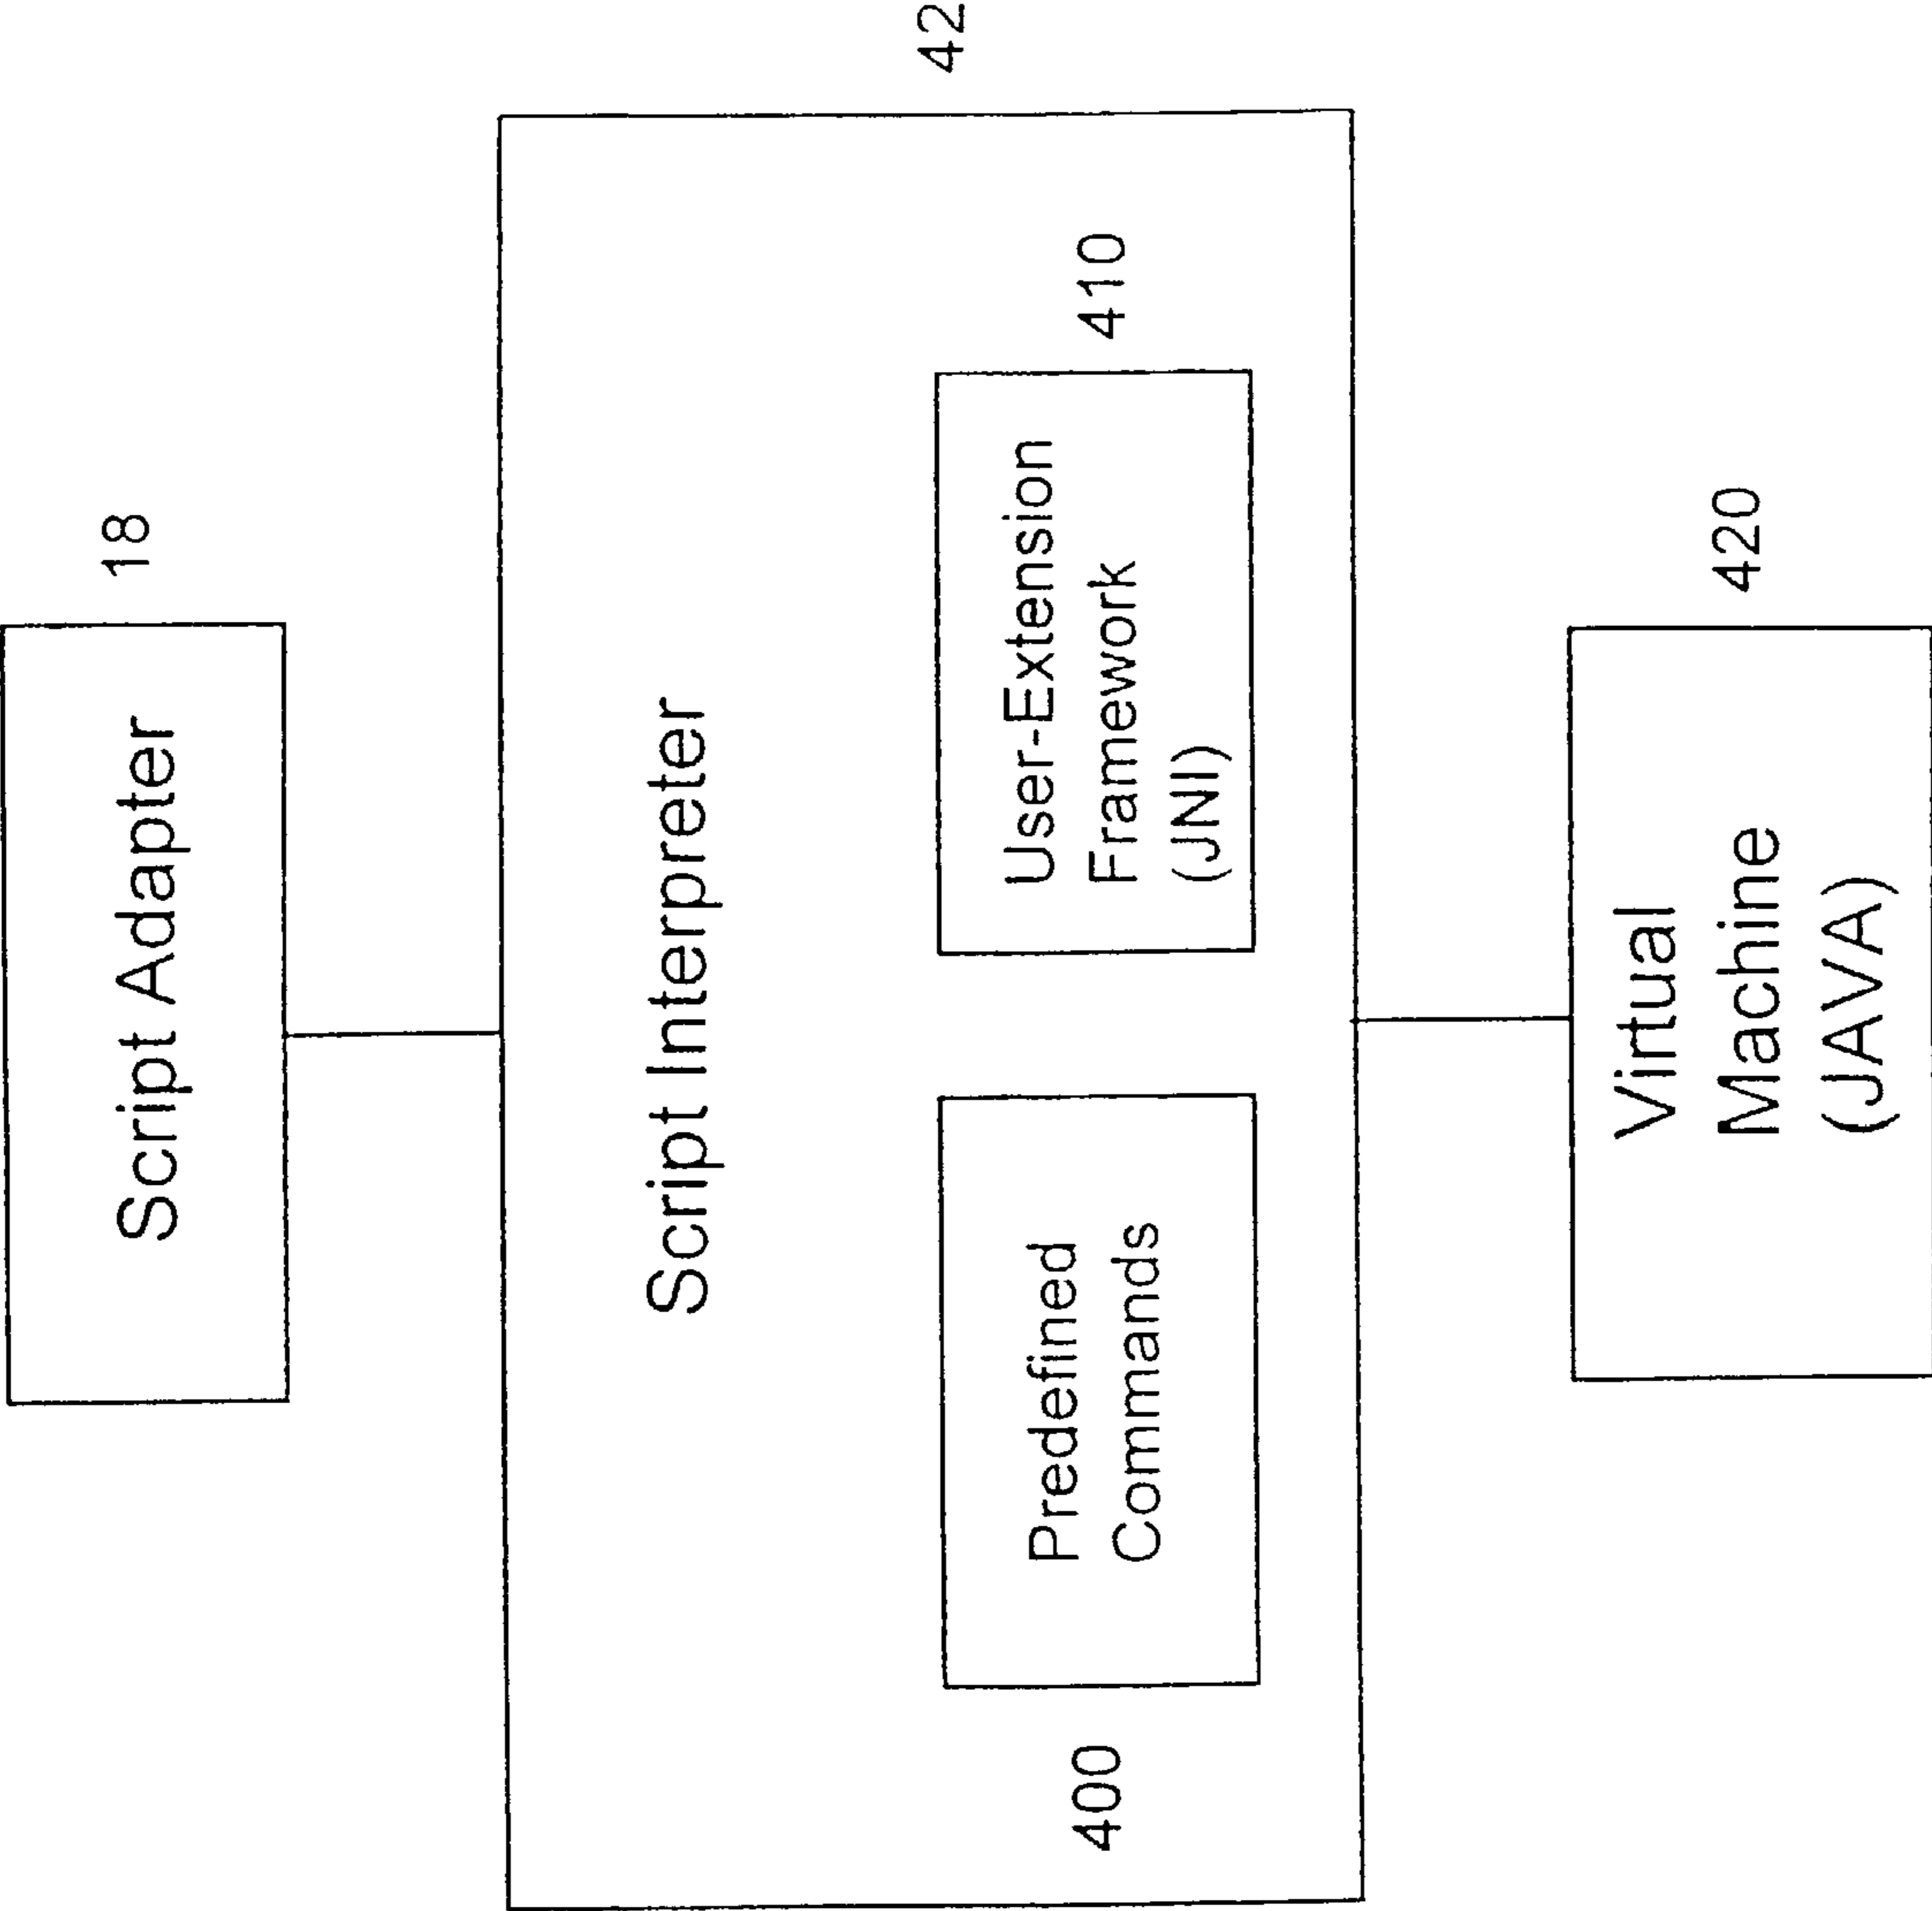 Script Adapter
18
Script Interpreter
42
400
Predefined
Commands
User-Extension
Framework
(JNI)
410
Virtual
Machine
(JAVA)
420